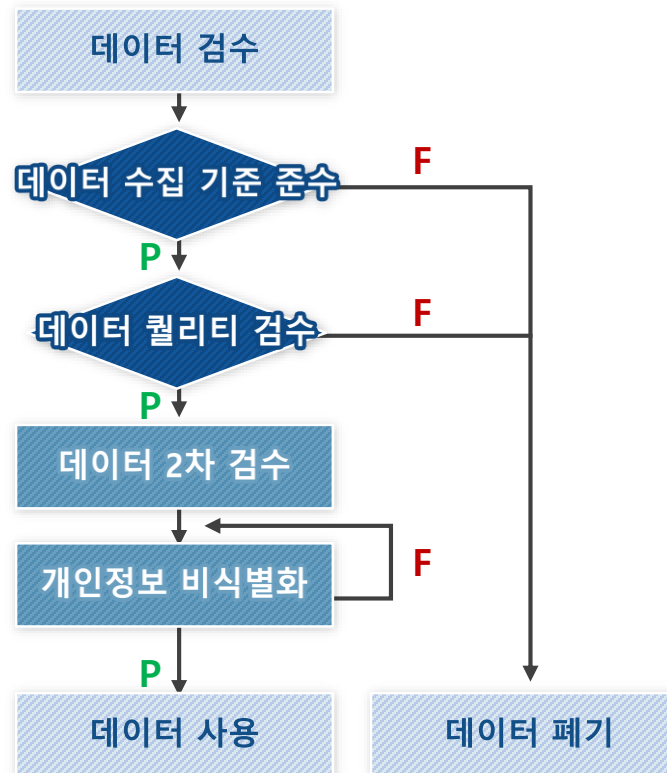 데이터 검수
데이터 수집 기준 준수
F
P
데이터 퀄리티 검수
F
P
데이터 2차 검수
개인정보 비식별화
F
P
데이터 사용
데이터 폐기